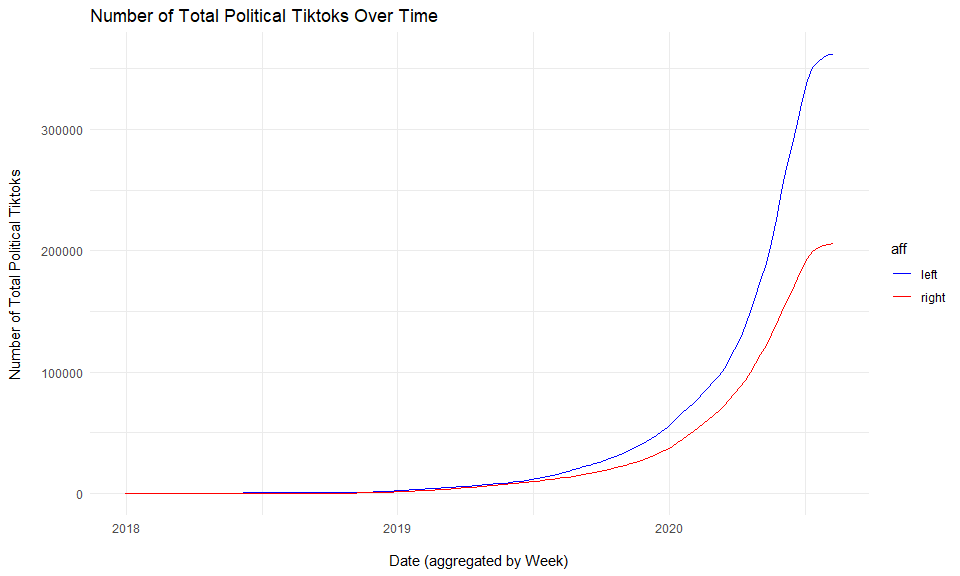 Number of Total Political Tiktoks Over Time
Number of Total Political Tiktoks
300000
200000
100000
0
2018
2019
2020
Date (aggregated by Week)
aff
left
right